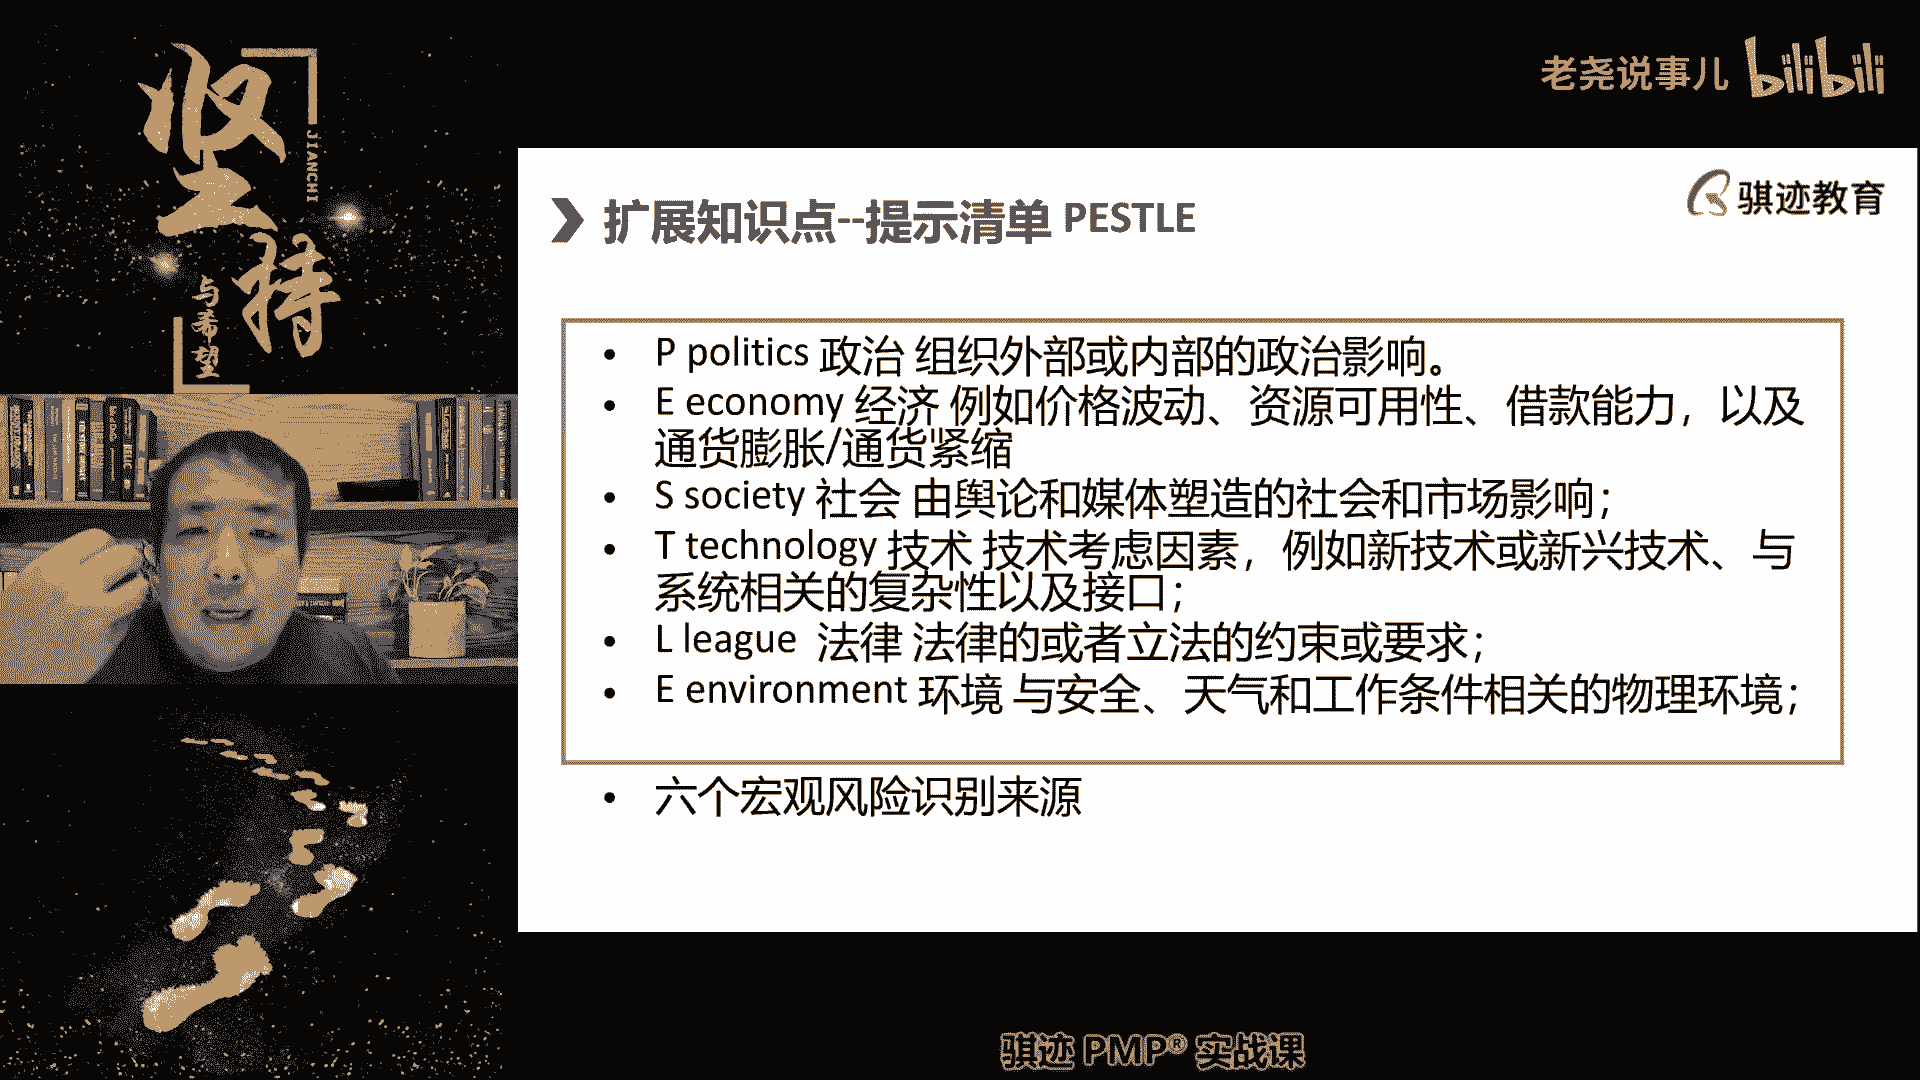 坚持
JIANCHI
与希望
老尧说事儿 bilibili
骐迹教育
扩展知识点--提示清单 PESTLE
• P politics 政治 组织外部或内部的政治影响。
• E economy 经济 例如价格波动、资源可用性、借款能力，以及
通货膨胀/通货紧缩
• S society 社会 由舆论和媒体塑造的社会和市场影响；
• T technology 技术 技术考虑因素，例如新技术或新兴技术、与
系统相关的复杂性以及接口；
• L league 法律 法律的或者立法的约束或要求；
• E environment 环境 与安全、天气和工作条件相关的物理环境；
• 六个宏观风险识别来源
骐迹 PMP® 实战课